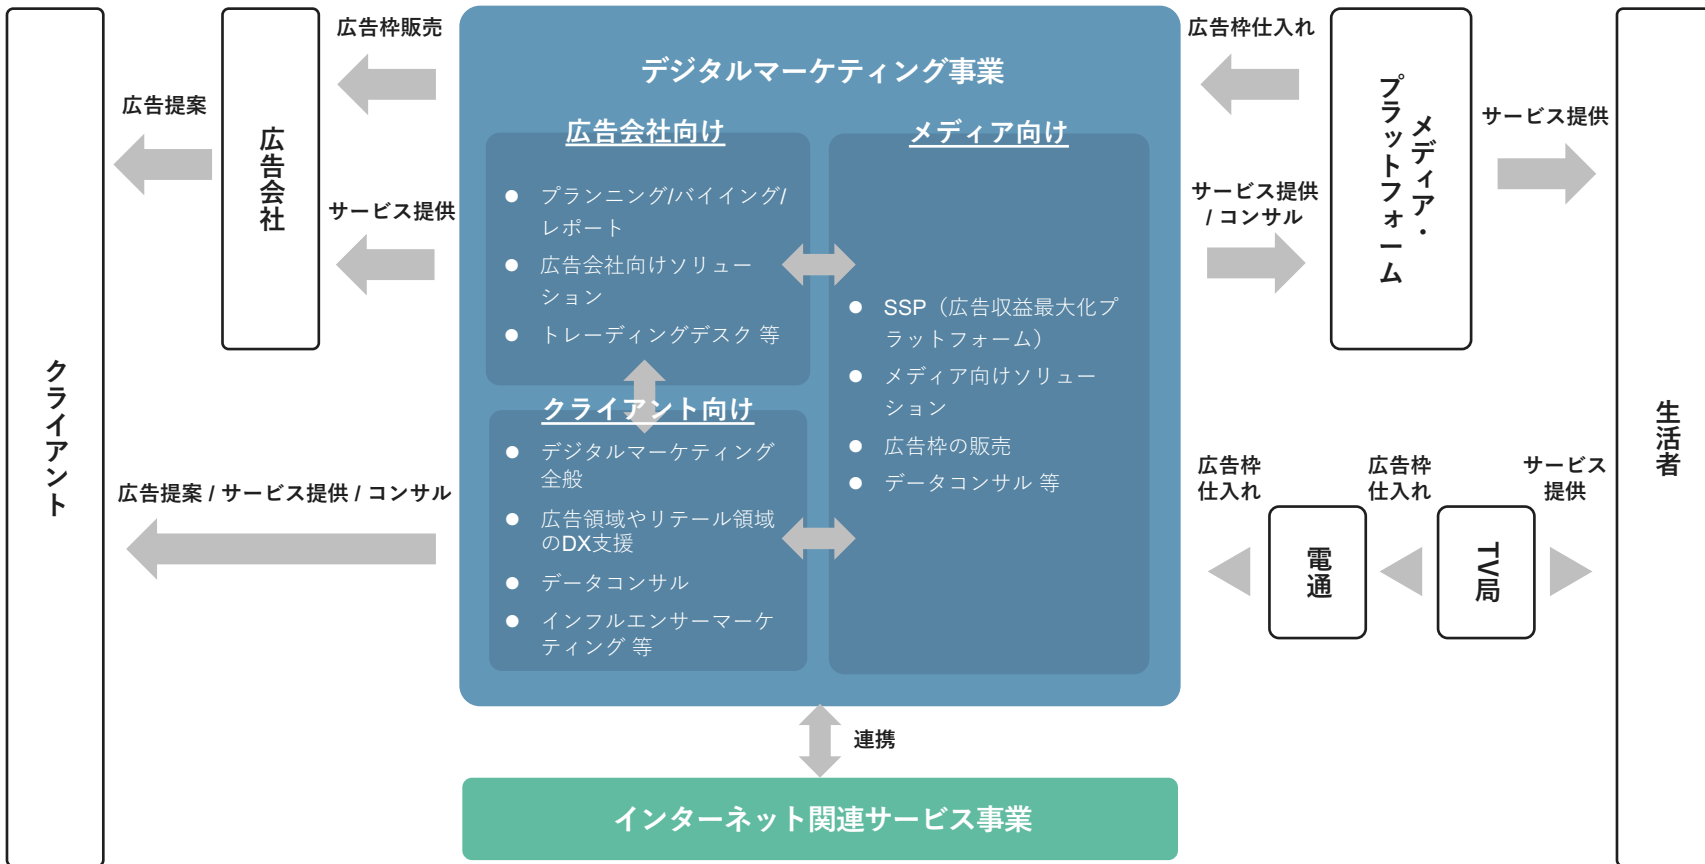 クライアント
広告提案
広告会社
広告枠販売
サービス提供
広告提案 / サービス提供 / コンサル
デジタルマーケティング事業
広告会社向け
● プランニング/バイイング/
レポート
● 広告会社向けソリュー
ション
● トレーディングデスク 等
クライアント向け
● デジタルマーケティング
全般
● 広告領域やリテール領域
のDX支援
● データコンサル
● インフルエンサーマーケ
ティング 等
メディア向け
● SSP（広告収益最大化プ
ラットフォーム）
● メディア向けソリュー
ション
● 広告枠の販売
● データコンサル 等
連携
インターネット関連サービス事業
広告枠仕入れ
サービス提供
/ コンサル
メディア・
プラットフォーム
サービス提供
広告枠
仕入れ
電通
広告枠
仕入れ
TV局
サービス
提供
生活者